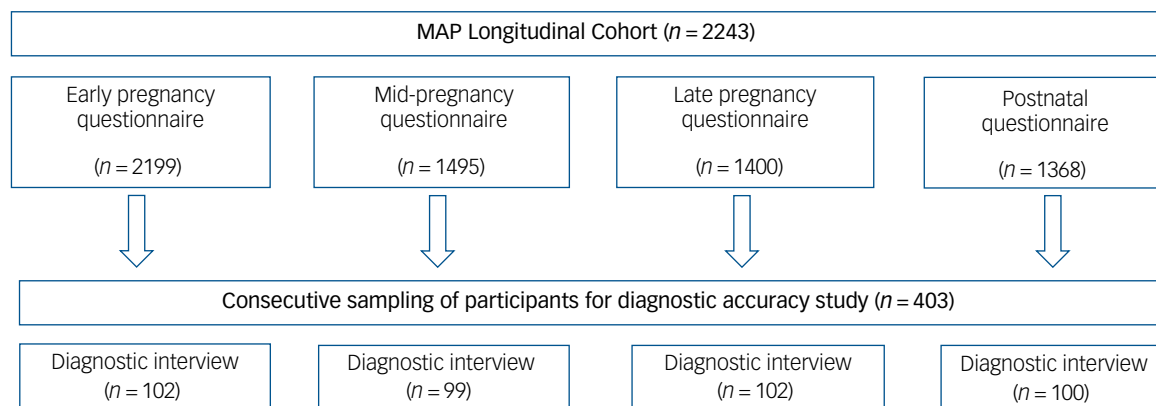 MAP Longitudinal Cohort (n = 2243)
Early pregnancy
questionnaire
(n = 2199)
Mid-pregnancy
questionnaire
(n = 1495)
Late pregnancy
questionnaire
(n = 1400)
Postnatal
questionnaire
(n = 1368)
Consecutive sampling of participants for diagnostic accuracy study (n = 403)
Diagnostic interview
(n = 102)
Diagnostic interview
(n = 99)
Diagnostic interview
(n = 102)
Diagnostic interview
(n = 100)